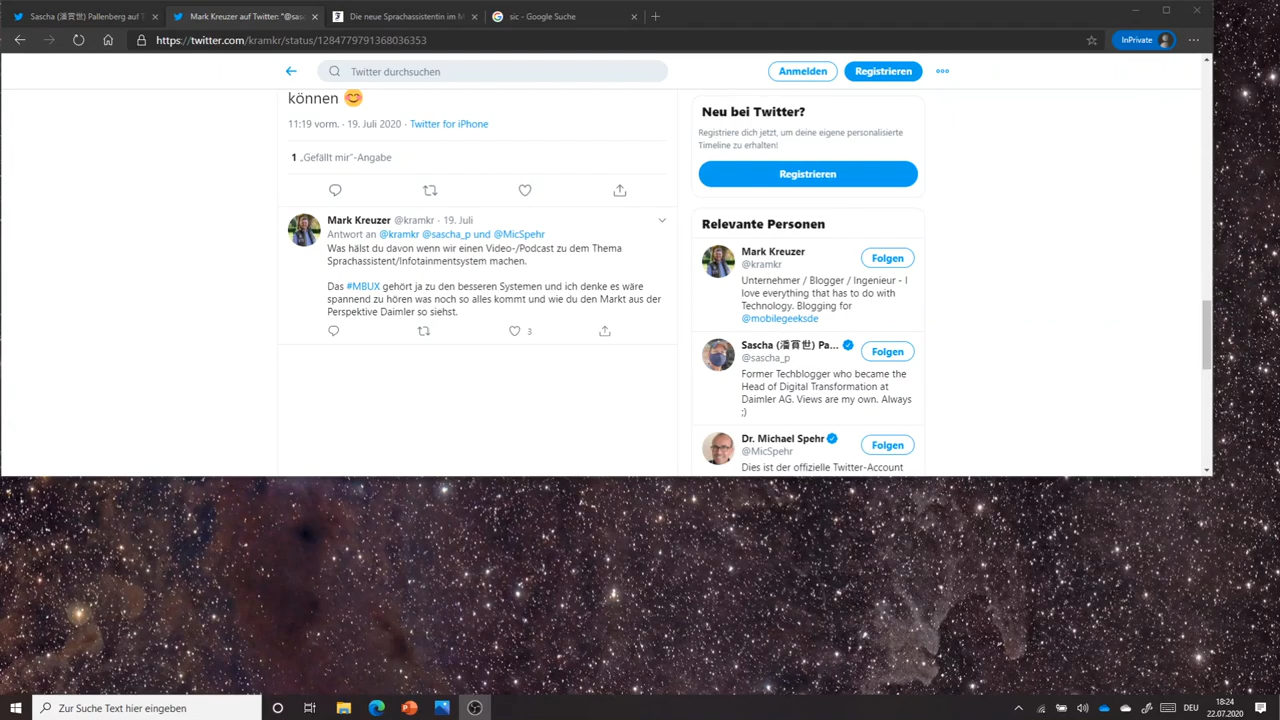 Sascha (潘賞世) Pallenberg auf T
Mark Kreuzer auf Twitter: "@sasc
Die neue Sprachassistentin im M
sic - Google Suche
https://twitter.com/kramkr/status/1284779791368036353
InPrivate
Twitter durchsuchen
Anmelden
Registrieren
können 😊
11:19 vorm. · 19. Juli 2020 · Twitter for iPhone
1 „Gefällt mir“-Angabe
Mark Kreuzer @kramkr · 19. Juli
Antwort an @kramkr @sascha_p und @MicSpehr
Was hälst du davon wenn wir einen Video-/Podcast zu dem Thema
Sprachassistent/Infotainmentsystem machen.
Das #MBUX gehört ja zu den besseren Systemen und ich denke es wäre
spannend zu hören was noch so alles kommt und wie du den Markt aus der
Perspektive Daimler so siehst.
3
Neu bei Twitter?
Registriere dich jetzt, um deine eigene personalisierte
Timeline zu erhalten!
Registrieren
Relevante Personen
Mark Kreuzer
@kramkr
Folgen
Unternehmer / Blogger / Ingenieur - I
love everything that has to do with
Technology. Blogging for
@mobilegeeksde
Sascha (潘賞世) Pa...
@sascha_p
Folgen
Former Techblogger who became the
Head of Digital Transformation at
Daimler AG. Views are my own. Always
;)
Dr. Michael Spehr
@MicSpehr
Folgen
Dies ist der offizielle Twitter-Account
Zur Suche Text hier eingeben
DEU
18:24
22.07.2020